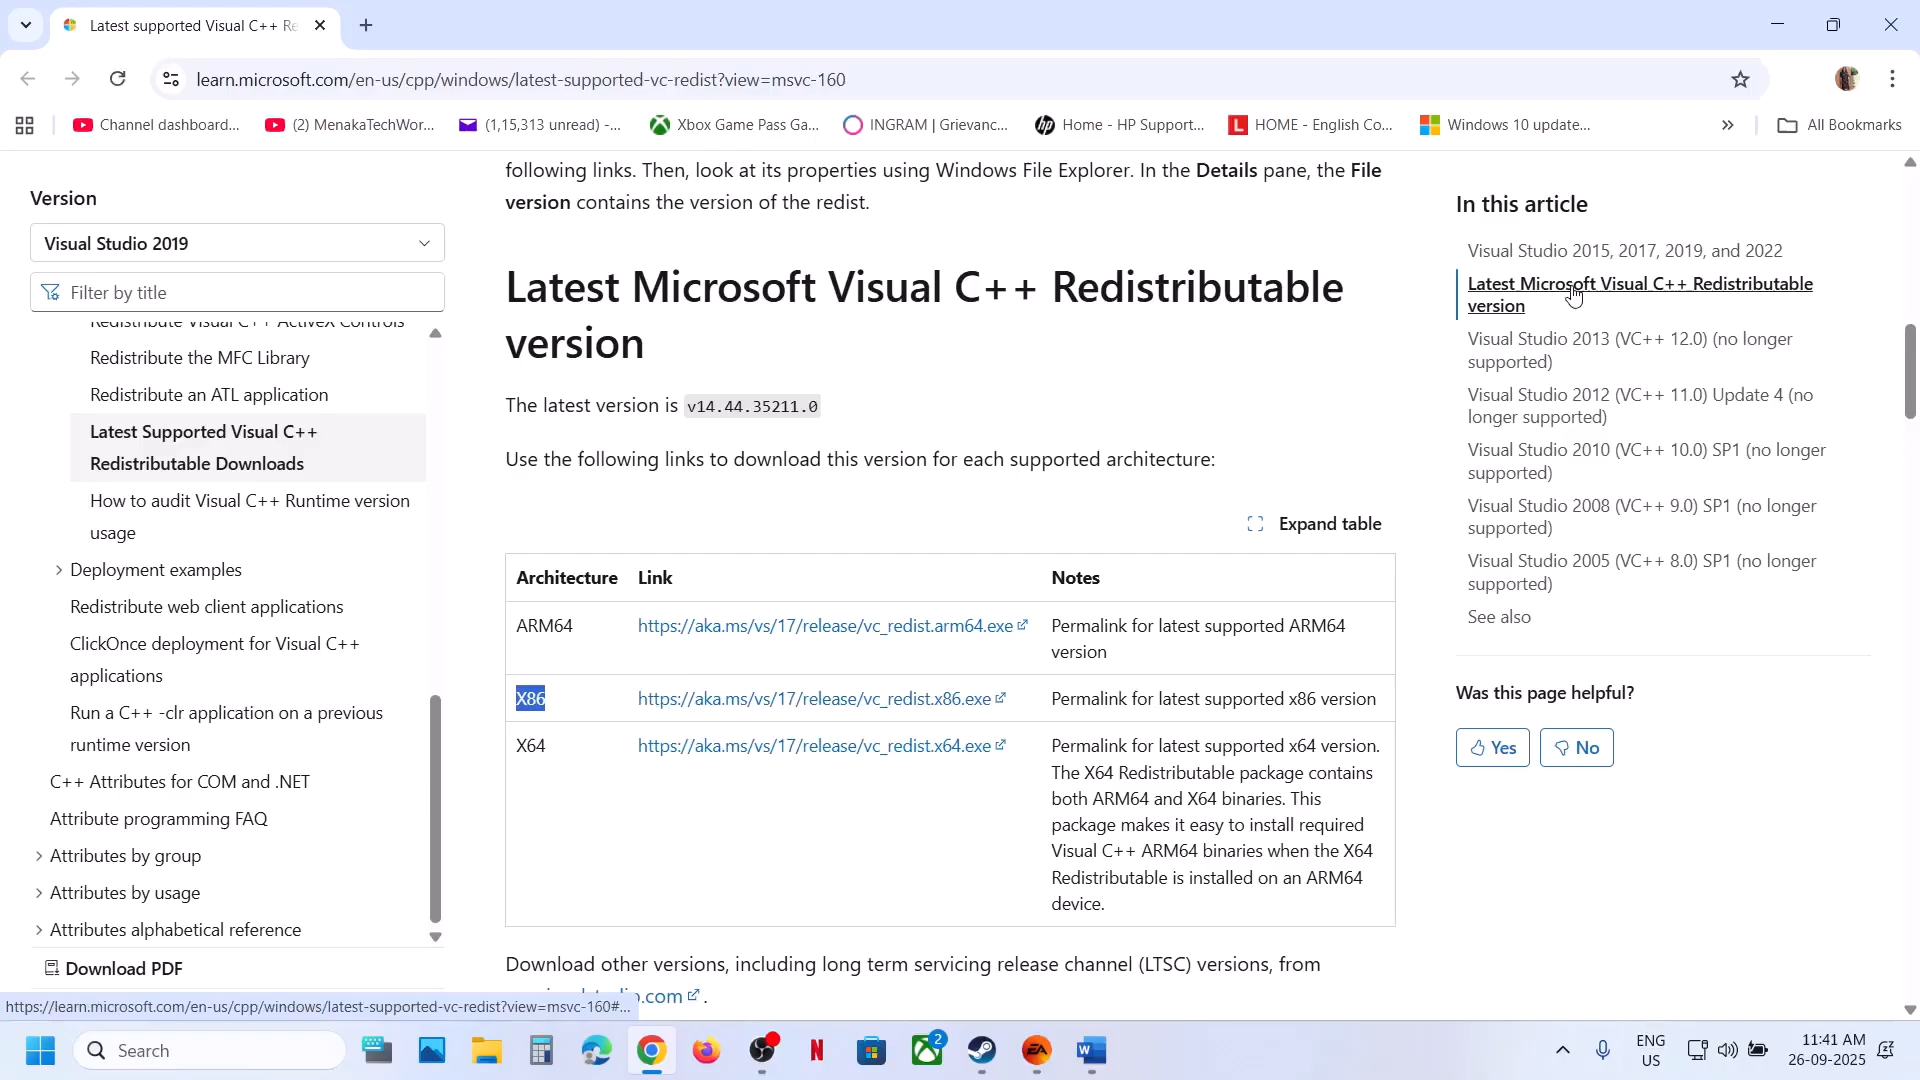 Latest supported Visual C++ Re
learn.microsoft.com/en-us/cpp/windows/latest-supported-vc-redist?view=msvc-160
Channel dashboard...
(2) MenakaTechWor...
(1,15,313 unread) -...
Xbox Game Pass Ga...
INGRAM | Grievanc...
Home - HP Support...
HOME - English Co...
Windows 10 update...
»
All Bookmarks
Version
Visual Studio 2019
Filter by title
Redistribute Visual C++ ActiveX Controls
Redistribute the MFC Library
Redistribute an ATL application
Latest Supported Visual C++
Redistributable Downloads
How to audit Visual C++ Runtime version
usage
Deployment examples
Redistribute web client applications
ClickOnce deployment for Visual C++
applications
Run a C++ -clr application on a previous
runtime version
C++ Attributes for COM and .NET
Attribute programming FAQ
Attributes by group
Attributes by usage
Attributes alphabetical reference
Download PDF
https://learn.microsoft.com/en-us/cpp/windows/latest-supported-vc-redist?view=msvc-160#...
following links. Then, look at its properties using Windows File Explorer. In the Details pane, the File
version contains the version of the redist.
Latest Microsoft Visual C++ Redistributable
version
The latest version is v14.44.35211.0
Use the following links to download this version for each supported architecture:
Expand table
Architecture Link Notes
ARM64 https://aka.ms/vs/17/release/vc_redist.arm64.exe Permalink for latest supported ARM64
version
X86 https://aka.ms/vs/17/release/vc_redist.x86.exe Permalink for latest supported x86 version
X64 https://aka.ms/vs/17/release/vc_redist.x64.exe Permalink for latest supported x64 version.
The X64 Redistributable package contains
both ARM64 and X64 binaries. This
package makes it easy to install required
Visual C++ ARM64 binaries when the X64
Redistributable is installed on an ARM64
device.
Download other versions, including long term servicing release channel (LTSC) versions, from
.com .
In this article
Visual Studio 2015, 2017, 2019, and 2022
Latest Microsoft Visual C++ Redistributable
version
Visual Studio 2013 (VC++ 12.0) (no longer
supported)
Visual Studio 2012 (VC++ 11.0) Update 4 (no
longer supported)
Visual Studio 2010 (VC++ 10.0) SP1 (no longer
supported)
Visual Studio 2008 (VC++ 9.0) SP1 (no longer
supported)
Visual Studio 2005 (VC++ 8.0) SP1 (no longer
supported)
See also
Was this page helpful?
Yes
No
Search
2
ENG
US
11:41 AM
26-09-2025